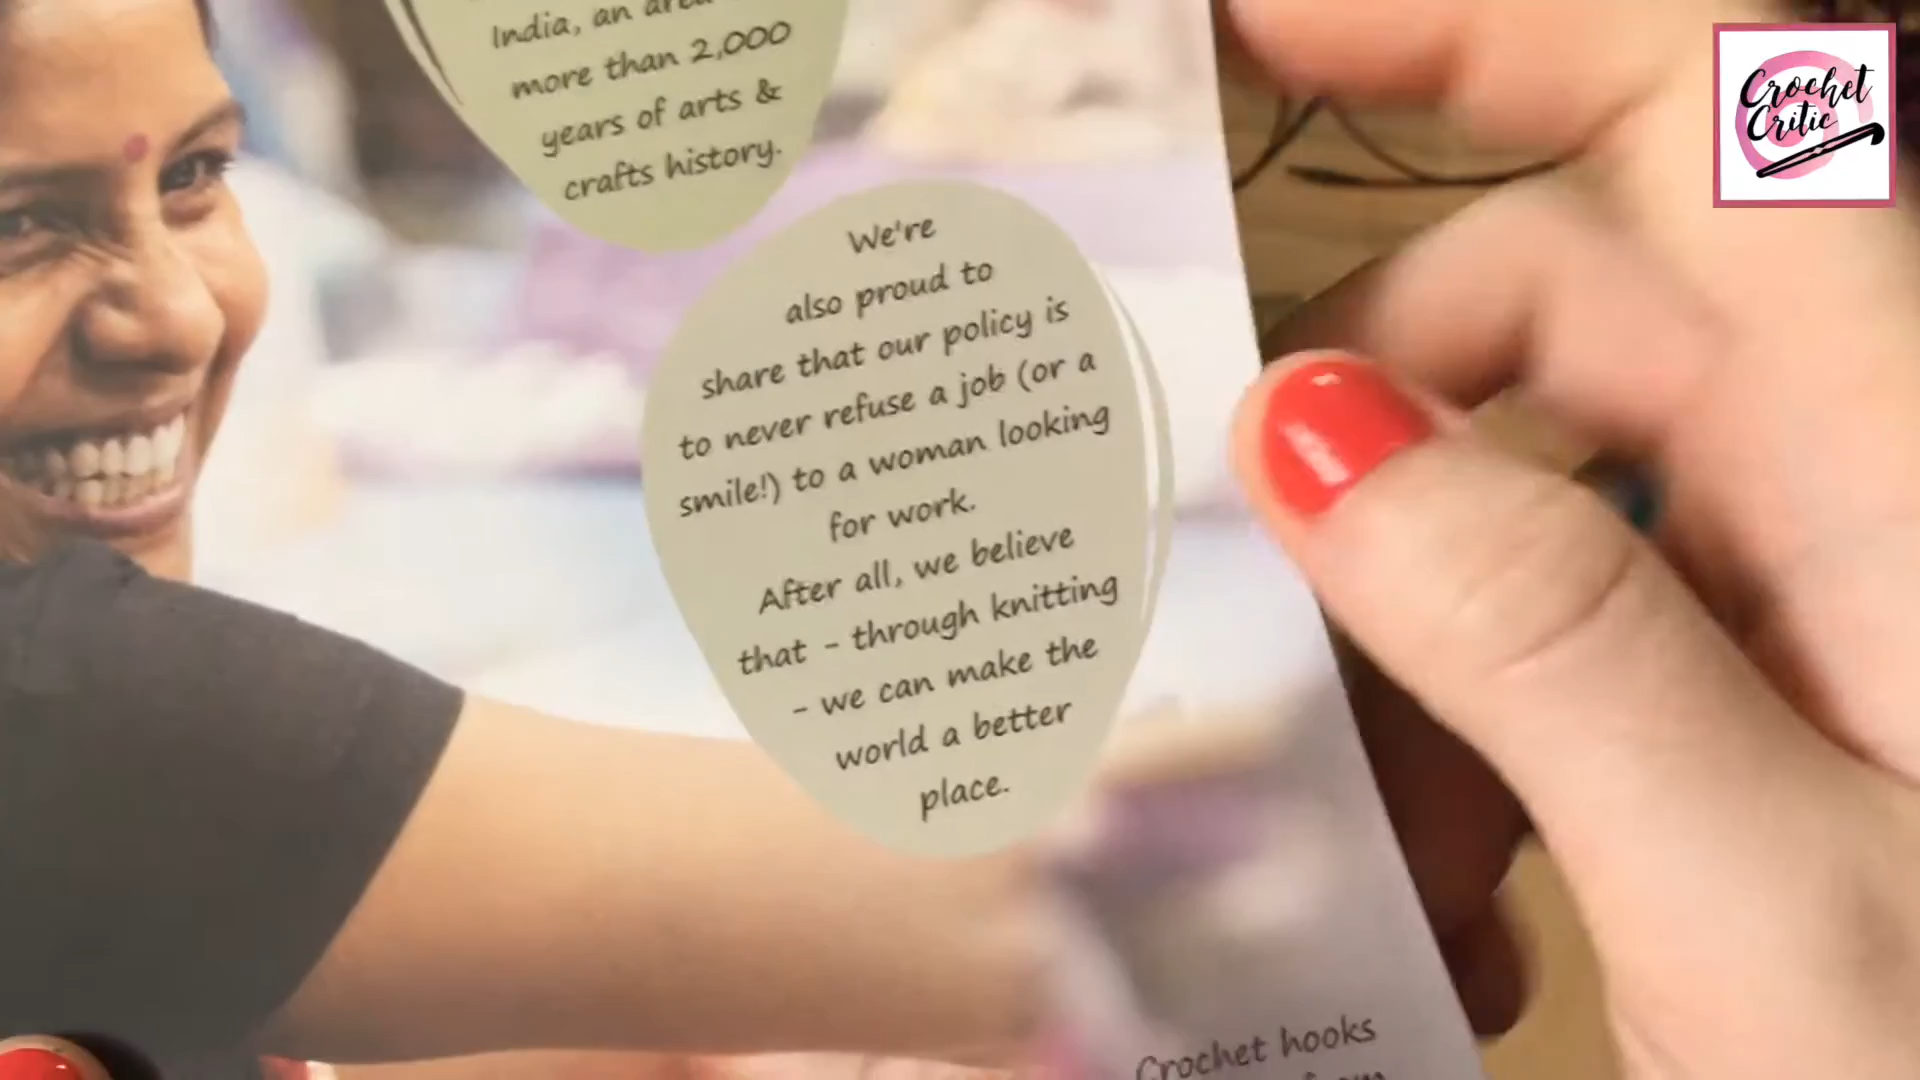 India, an area
more than 2,000
years of arts &
crafts history.
We're
also proud to
share that our policy is
to never refuse a job (or a
smile!) to a woman looking
for work.
After all, we believe
that - through knitting
- we can make the
world a better
place.
Crochet hooks
from
Crochet
Critic